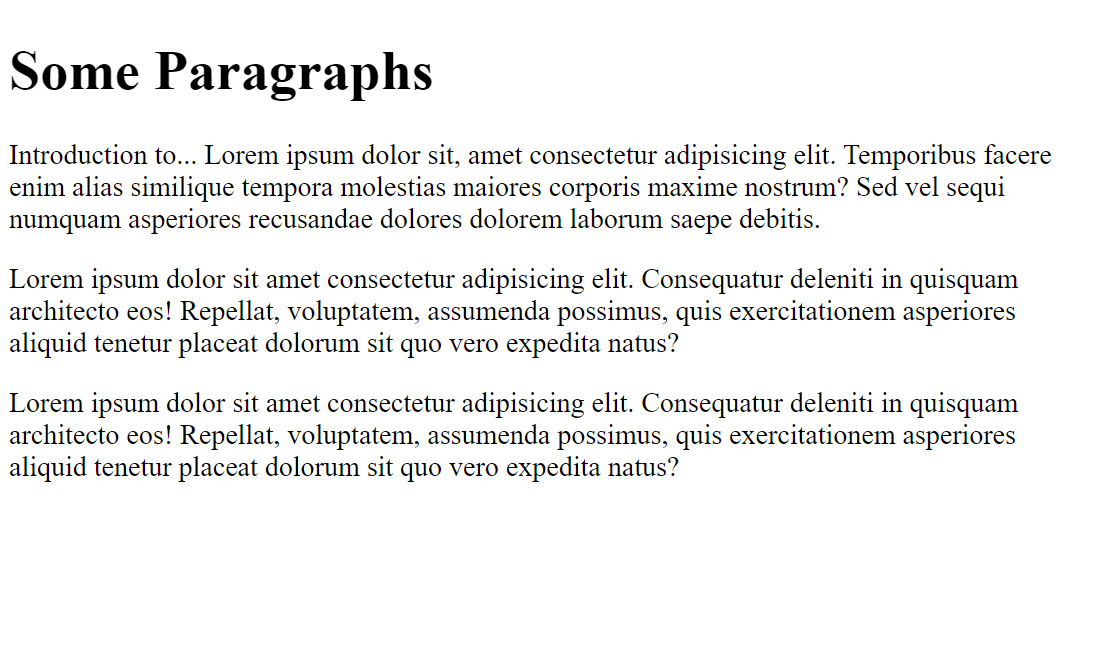 Some Paragraphs
Introduction to... Lorem ipsum dolor sit, amet consectetur adipisicing elit. Temporibus facere
enim alias similique tempora molestias maiores corporis maxime nostrum? Sed vel sequi
numquam asperiores recusandae dolores dolorem laborum saepe debitis.
Lorem ipsum dolor sit amet consectetur adipisicing elit. Consequatur deleniti in quisquam
architecto eos! Repellat, voluptatem, assumenda possimus, quis exercitationem asperiores
aliquid tenetur placeat dolorum sit quo vero expedita natus?
Lorem ipsum dolor sit amet consectetur adipisicing elit. Consequatur deleniti in quisquam
architecto eos! Repellat, voluptatem, assumenda possimus, quis exercitationem asperiores
aliquid tenetur placeat dolorum sit quo vero expedita natus?